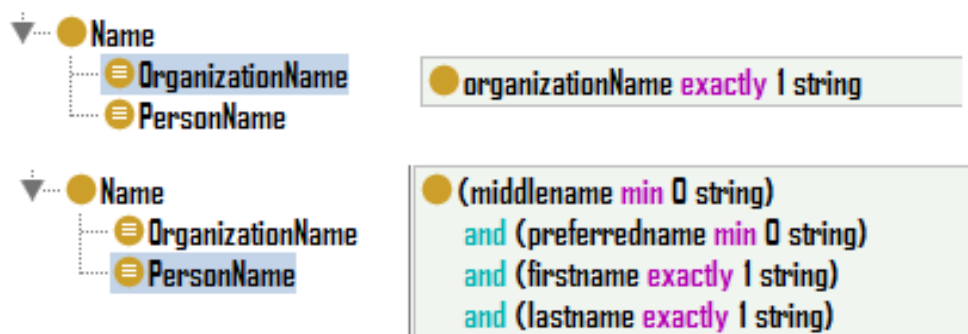 Name
OrganizationName
PersonName
organizationName exactly 1 string
Name
OrganizationName
PersonName
(middlename min 0 string)
and (preferredname min 0 string)
and (firstname exactly 1 string)
and (lastname exactly 1 string)